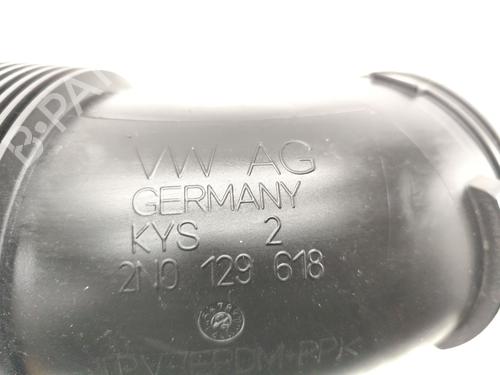 VW AG
GERMANY
KYS 2
2N0 129 618